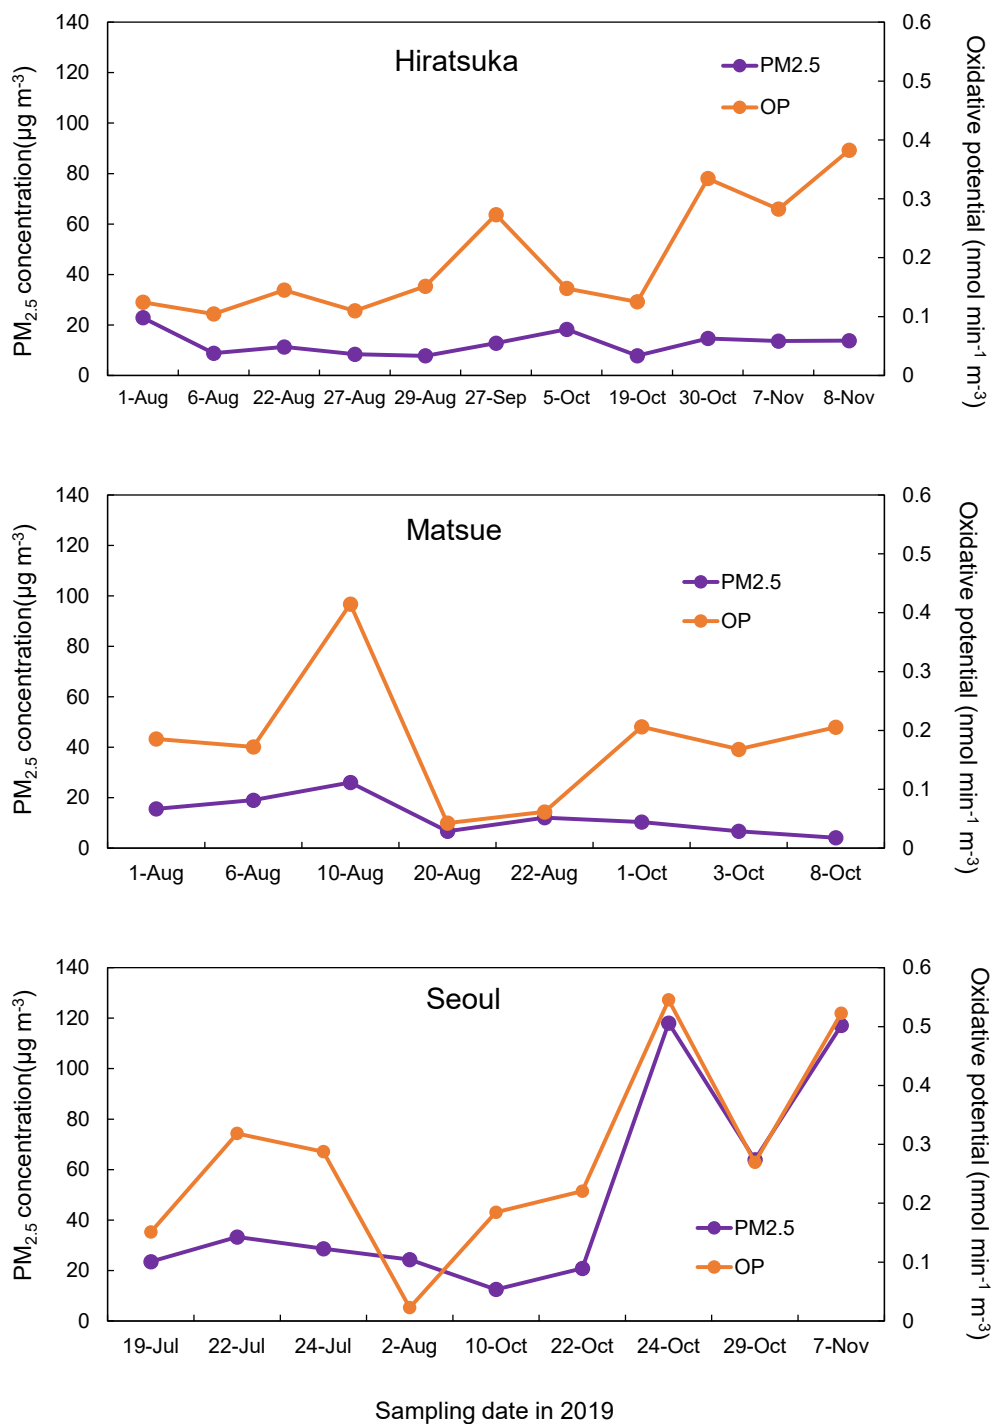 Hiratsuka
PM2.5
OP
140
120
100
80
60
40
20
0
PM2.5 concentration(µg m-3)
0.6
0.5
0.4
0.3
0.2
0.1
0
Oxidative potential (nmol min-1 m-3)
1-Aug 6-Aug 22-Aug 27-Aug 29-Aug 27-Sep 5-Oct 19-Oct 30-Oct 7-Nov 8-Nov
Matsue
PM2.5
OP
140
120
100
80
60
40
20
0
PM2.5 concentration(µg m-3)
0.6
0.5
0.4
0.3
0.2
0.1
0
Oxidative potential (nmol min-1 m-3)
1-Aug 6-Aug 10-Aug 20-Aug 22-Aug 1-Oct 3-Oct 8-Oct
Seoul
PM2.5
OP
140
120
100
80
60
40
20
0
PM2.5 concentration(µg m-3)
0.6
0.5
0.4
0.3
0.2
0.1
0
Oxidative potential (nmol min-1 m-3)
19-Jul 22-Jul 24-Jul 2-Aug 10-Oct 22-Oct 24-Oct 29-Oct 7-Nov
Sampling date in 2019